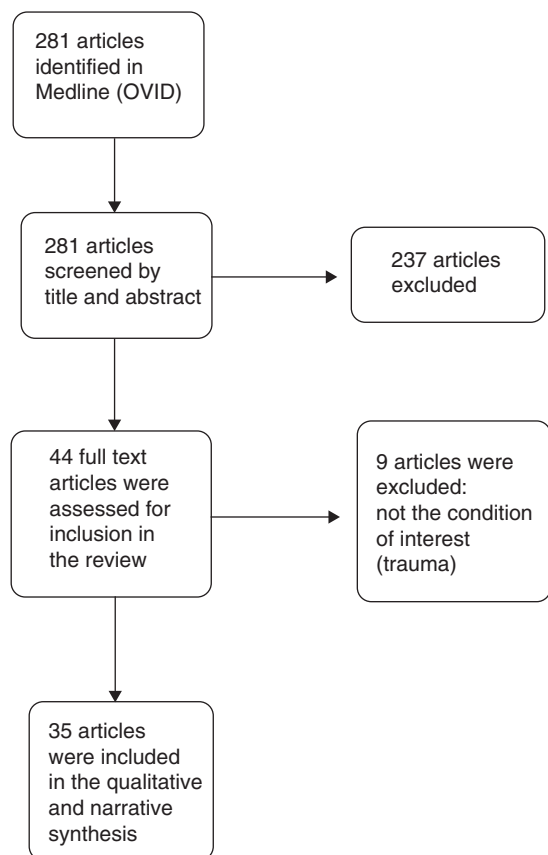 281 articles
identified in
Medline (OVID)
281 articles
screened by
title and abstract
237 articles
excluded
44 full text
articles were
assessed for
inclusion in
the review
9 articles were
excluded:
not the condition
of interest
(trauma)
35 articles
were included
in the qualitative
and narrative
synthesis